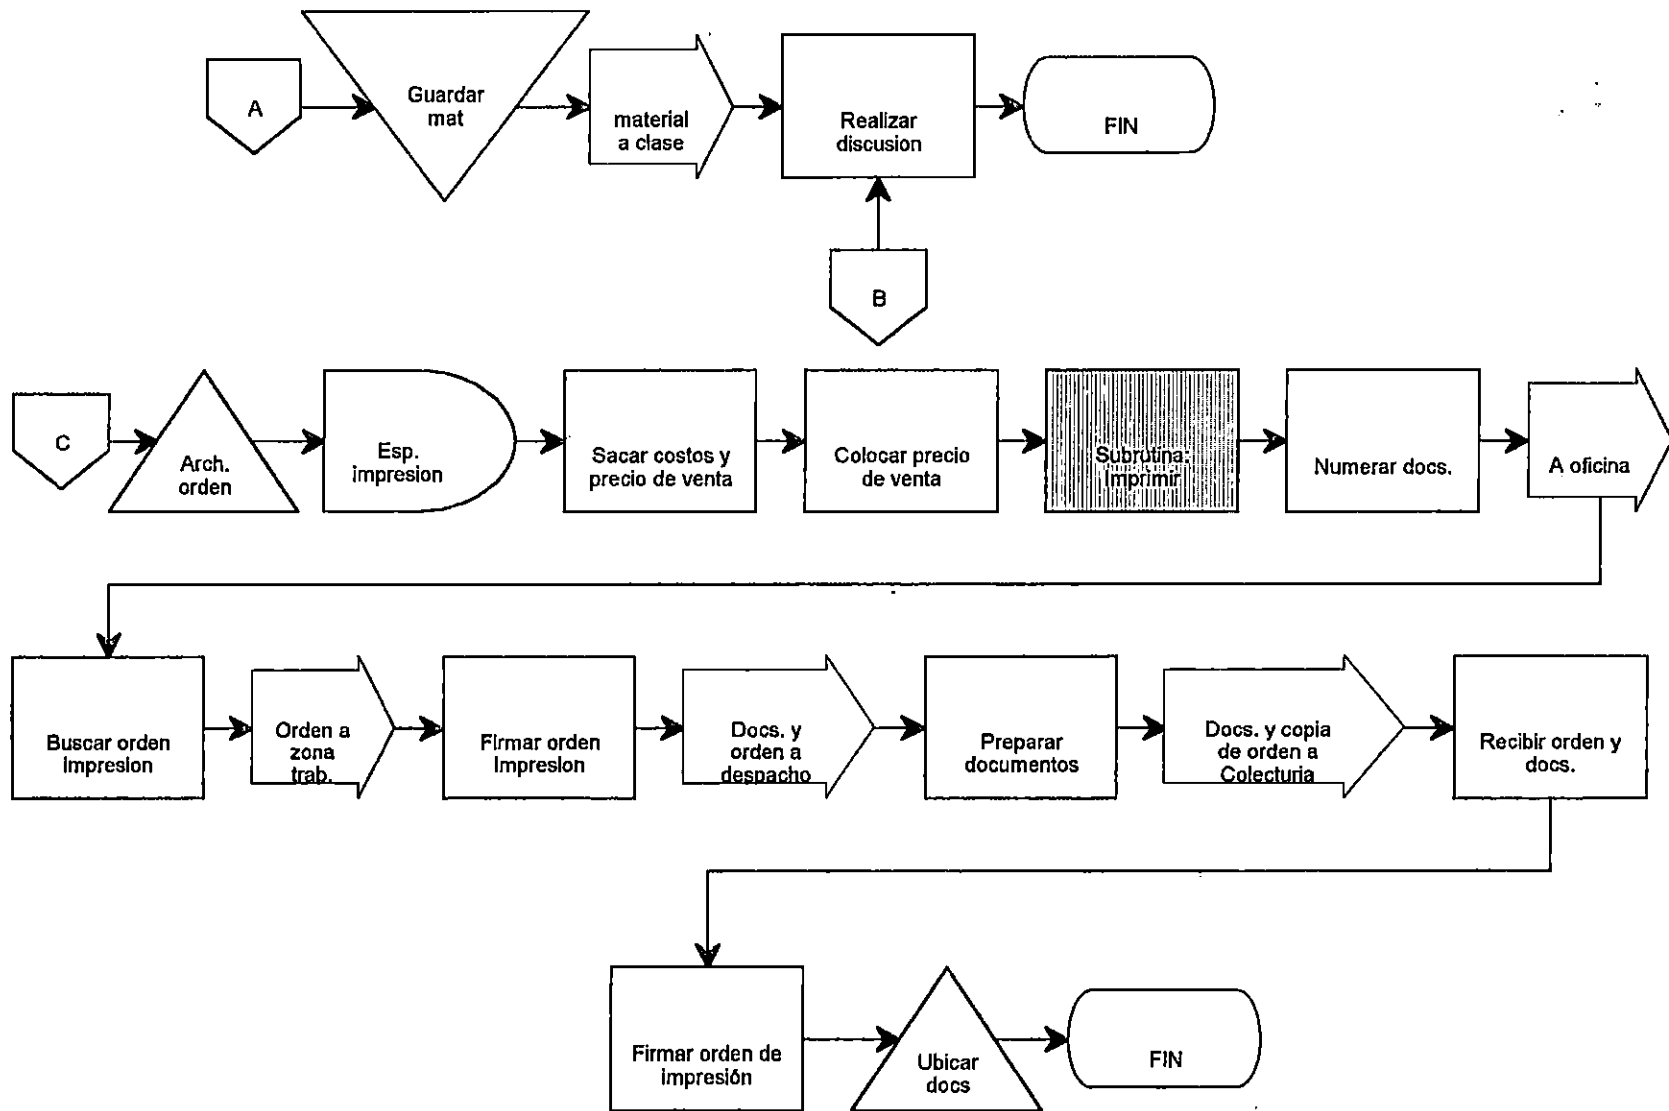 A
Guardar
mat
material
a clase
Realizar
discusion
FIN
B
C
Arch.
orden
Esp.
impresion
Sacar costos y
precio de venta
Colocar precio
de venta
Subrutina:
Imprimir
Numerar docs.
A oficina
Buscar orden
impresion
Orden a
zona
trab.
Firmar orden
impresion
Docs. y
orden a
despacho
Preparar
documentos
Docs. y copia
de orden a
Colecturia
Recibir orden y
docs.
Firmar orden de
impresión
Ubicar
docs
FIN